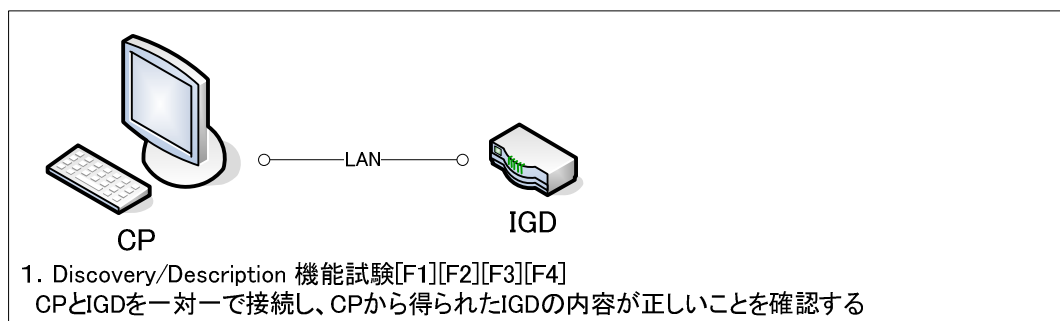 LAN
CP
IGD
1. Discovery/Description 機能試験[F1][F2][F3][F4]
CPとIGDを一対一で接続し、CPから得られたIGDの内容が正しいことを確認する